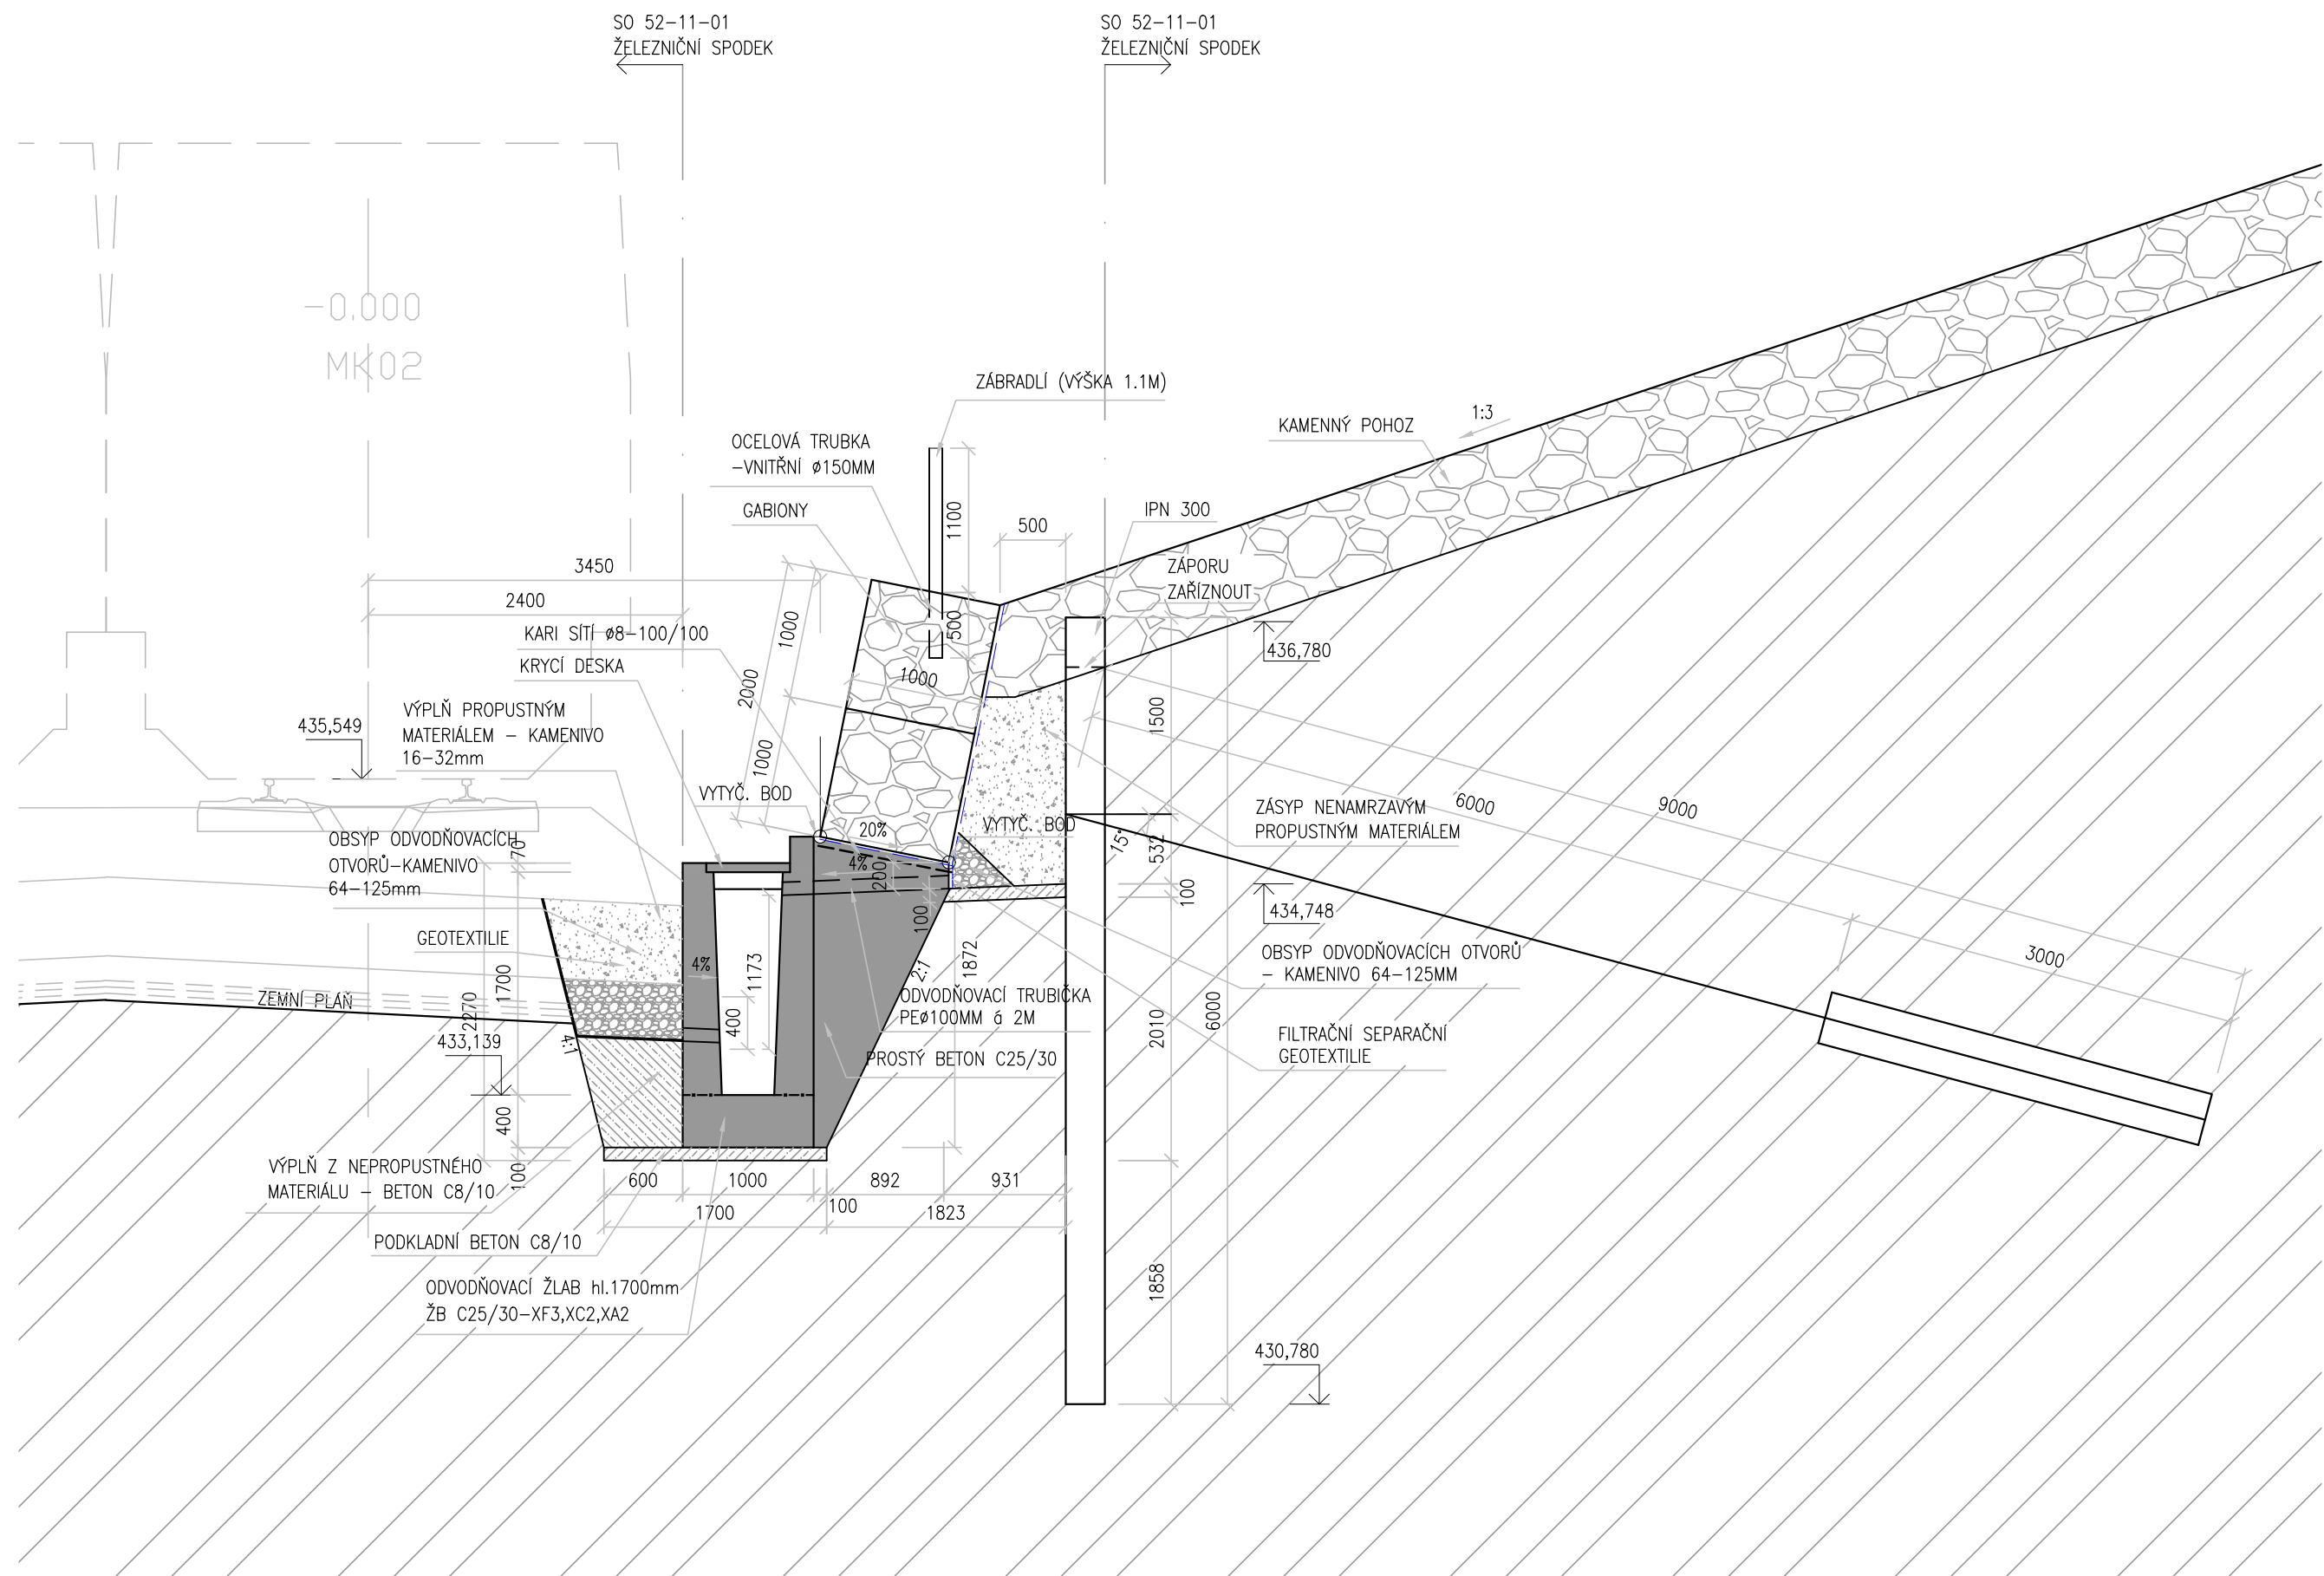 SO 52-11-01
ŽELEZNIČNÍ SPODEK
SO 52-11-01
ŽELEZNIČNÍ SPODEK
-0.000
MK02
ZÁBRADLÍ (VÝŠKA 1.1M)
OCELOVÁ TRUBKA
-VNITŘNÍ ø150MM
GABIONY
KAMENNÝ POHOZ
1:3
IPN 300
500
1100
500
ZÁPORU
ZAŘÍZNOUT
3450
2400
KARI SÍTÍ ø8-100/100
KRYCÍ DESKA
1000
2000
1000
1000
436,780
VÝPLŇ PROPUSTNÝM
MATERIÁLEM - KAMENIVO
16-32mm
435,549
VYTYČ. BOD
20%
VYTYČ. BOD
4%
200
100
1500
15°
532
100
6000
9000
3000
ZÁSYP NENAMRZAVÝM
PROPUSTNÝM MATERIÁLEM
OBSYP ODVODŇOVACÍCH
OTVORŮ-KAMENIVO
64-125mm
70
434,748
GEOTEXTILIE
OBSYP ODVODŇOVACÍCH OTVORŮ
- KAMENIVO 64-125MM
4%
1173
400
2:1
1872
ODVODŇOVACÍ TRUBIČKA
PEø100MM á 2M
1700
2270
ZEMNÍ PLÁŇ
433,139
4:1
FILTRAČNÍ SEPARAČNÍ
GEOTEXTILIE
PROSTÝ BETON C25/30
2010
6000
400
100
VÝPLŇ Z NEPROPUSTNÉHO
MATERIÁLU - BETON C8/10
600
1000
892
931
100
1700
1823
PODKLADNÍ BETON C8/10
1858
ODVODŇOVACÍ ŽLAB hl.1700mm
ŽB C25/30-XF3,XC2,XA2
430,780